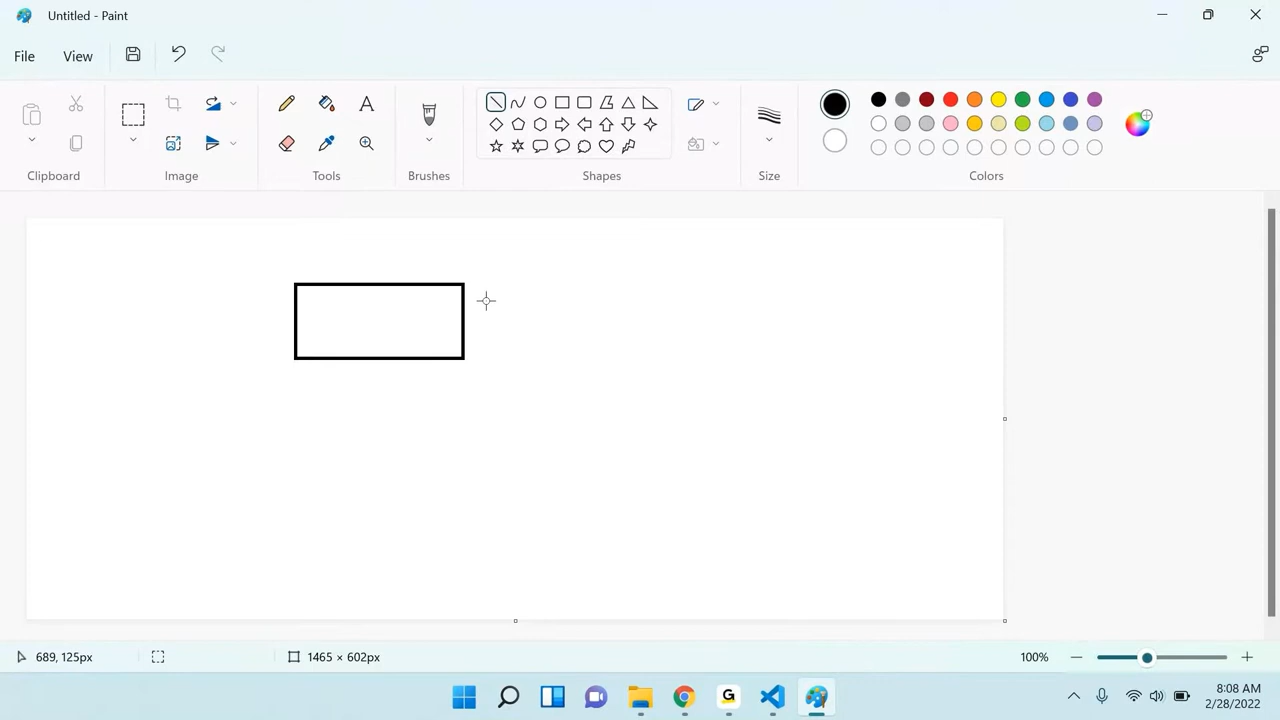 Untitled - Paint
File View
Clipboard
Image
Tools
Brushes
Shapes
Size
Colors
A
689, 125px
1465 × 602px
100%
G
8:08 AM
2/28/2022